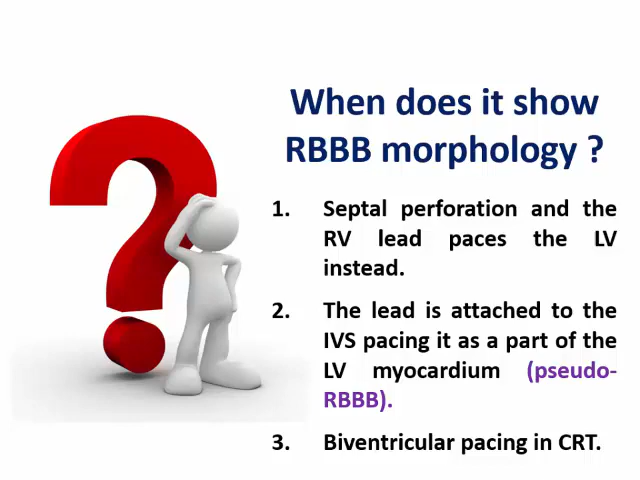 When does it show
RBBB morphology ?
1. Septal perforation and the
RV lead paces the LV
instead.
2. The lead is attached to the
IVS pacing it as a part of the
LV myocardium (pseudo-
RBBB).
3. Biventricular pacing in CRT.